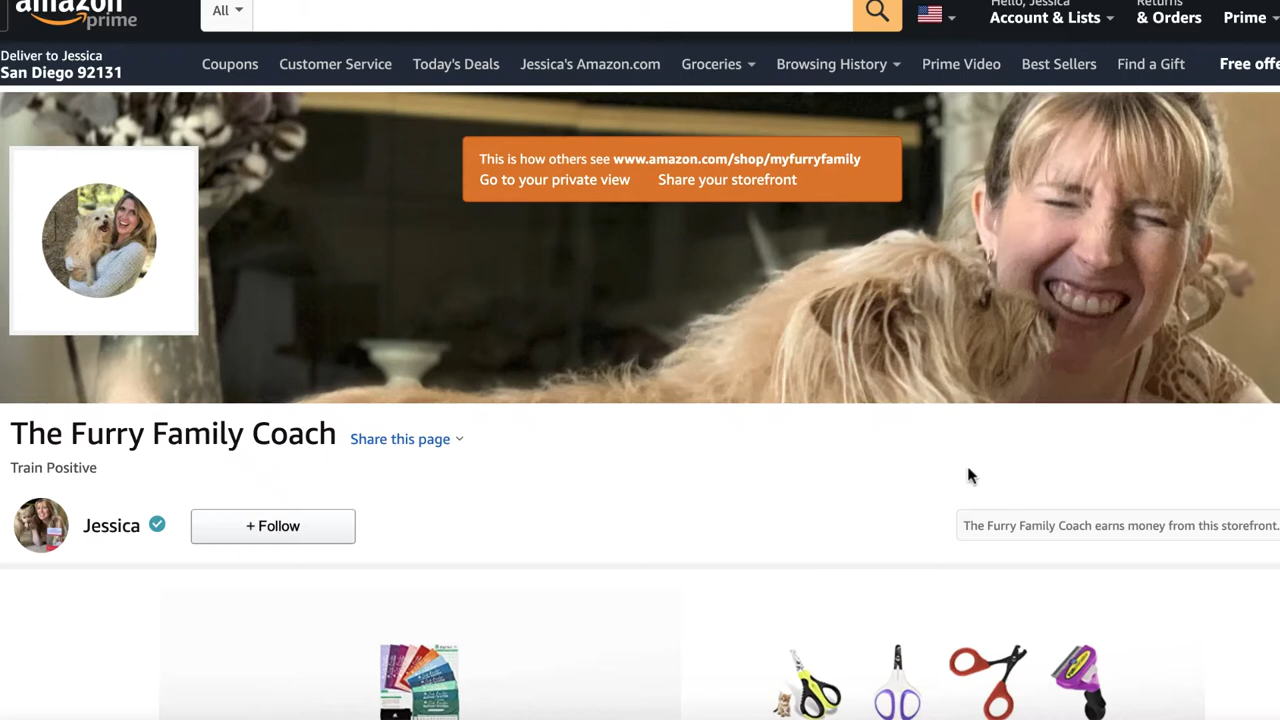 amazon
prime
All
Hello, Jessica
Account & Lists
Returns
& Orders
Prime
Deliver to Jessica
San Diego 92131
Coupons
Customer Service
Today's Deals
Jessica's Amazon.com
Groceries
Browsing History
Prime Video
Best Sellers
Find a Gift
Free offe
This is how others see www.amazon.com/shop/myfurryfamily
Go to your private view
Share your storefront
The Furry Family Coach
Share this page
Train Positive
Jessica
+ Follow
The Furry Family Coach earns money from this storefront.